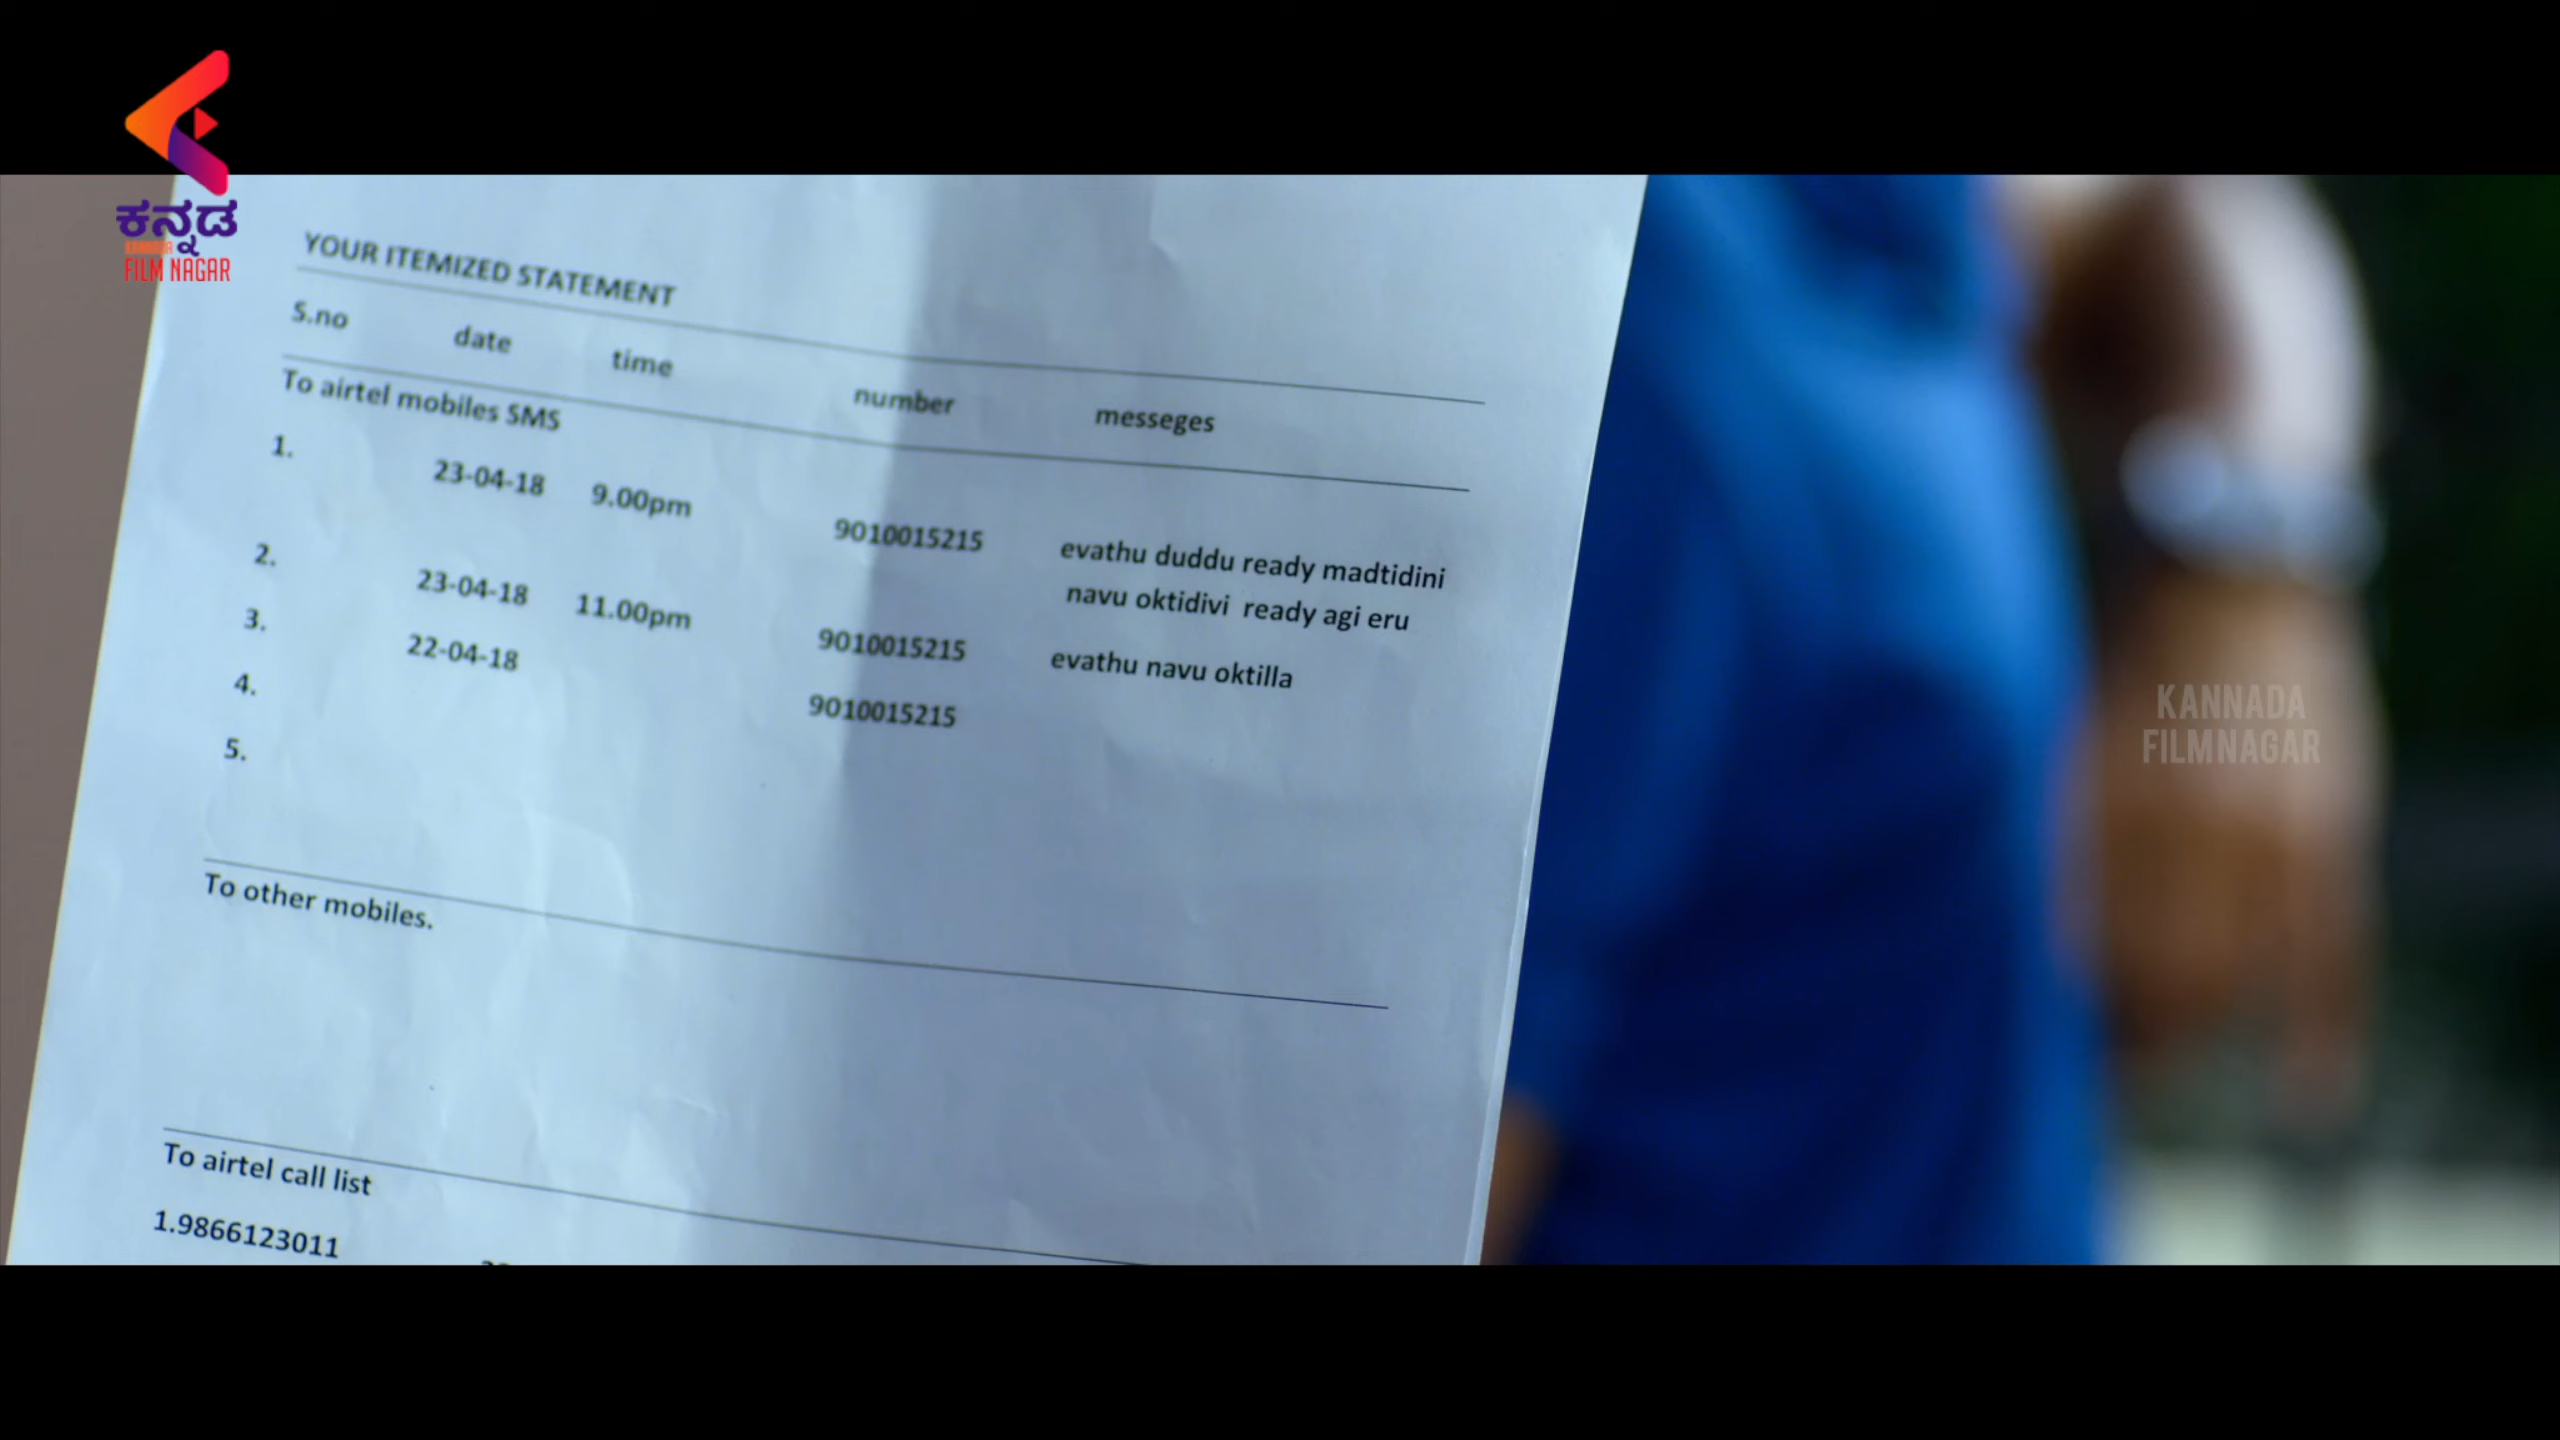 ಕನ್ನಡ
KANNADA
FILM NAGAR
YOUR ITEMIZED STATEMENT
S.no date time number messeges
To airtel mobiles SMS
1. 23-04-18 9.00pm 9010015215 evathu duddu ready madtidini
navu oktidivi ready agi eru
2. 23-04-18 11.00pm 9010015215 evathu navu oktilla
3. 22-04-18 9010015215
4.
5.
To other mobiles.
To airtel call list
1.9866123011
KANNADA
FILMNAGAR